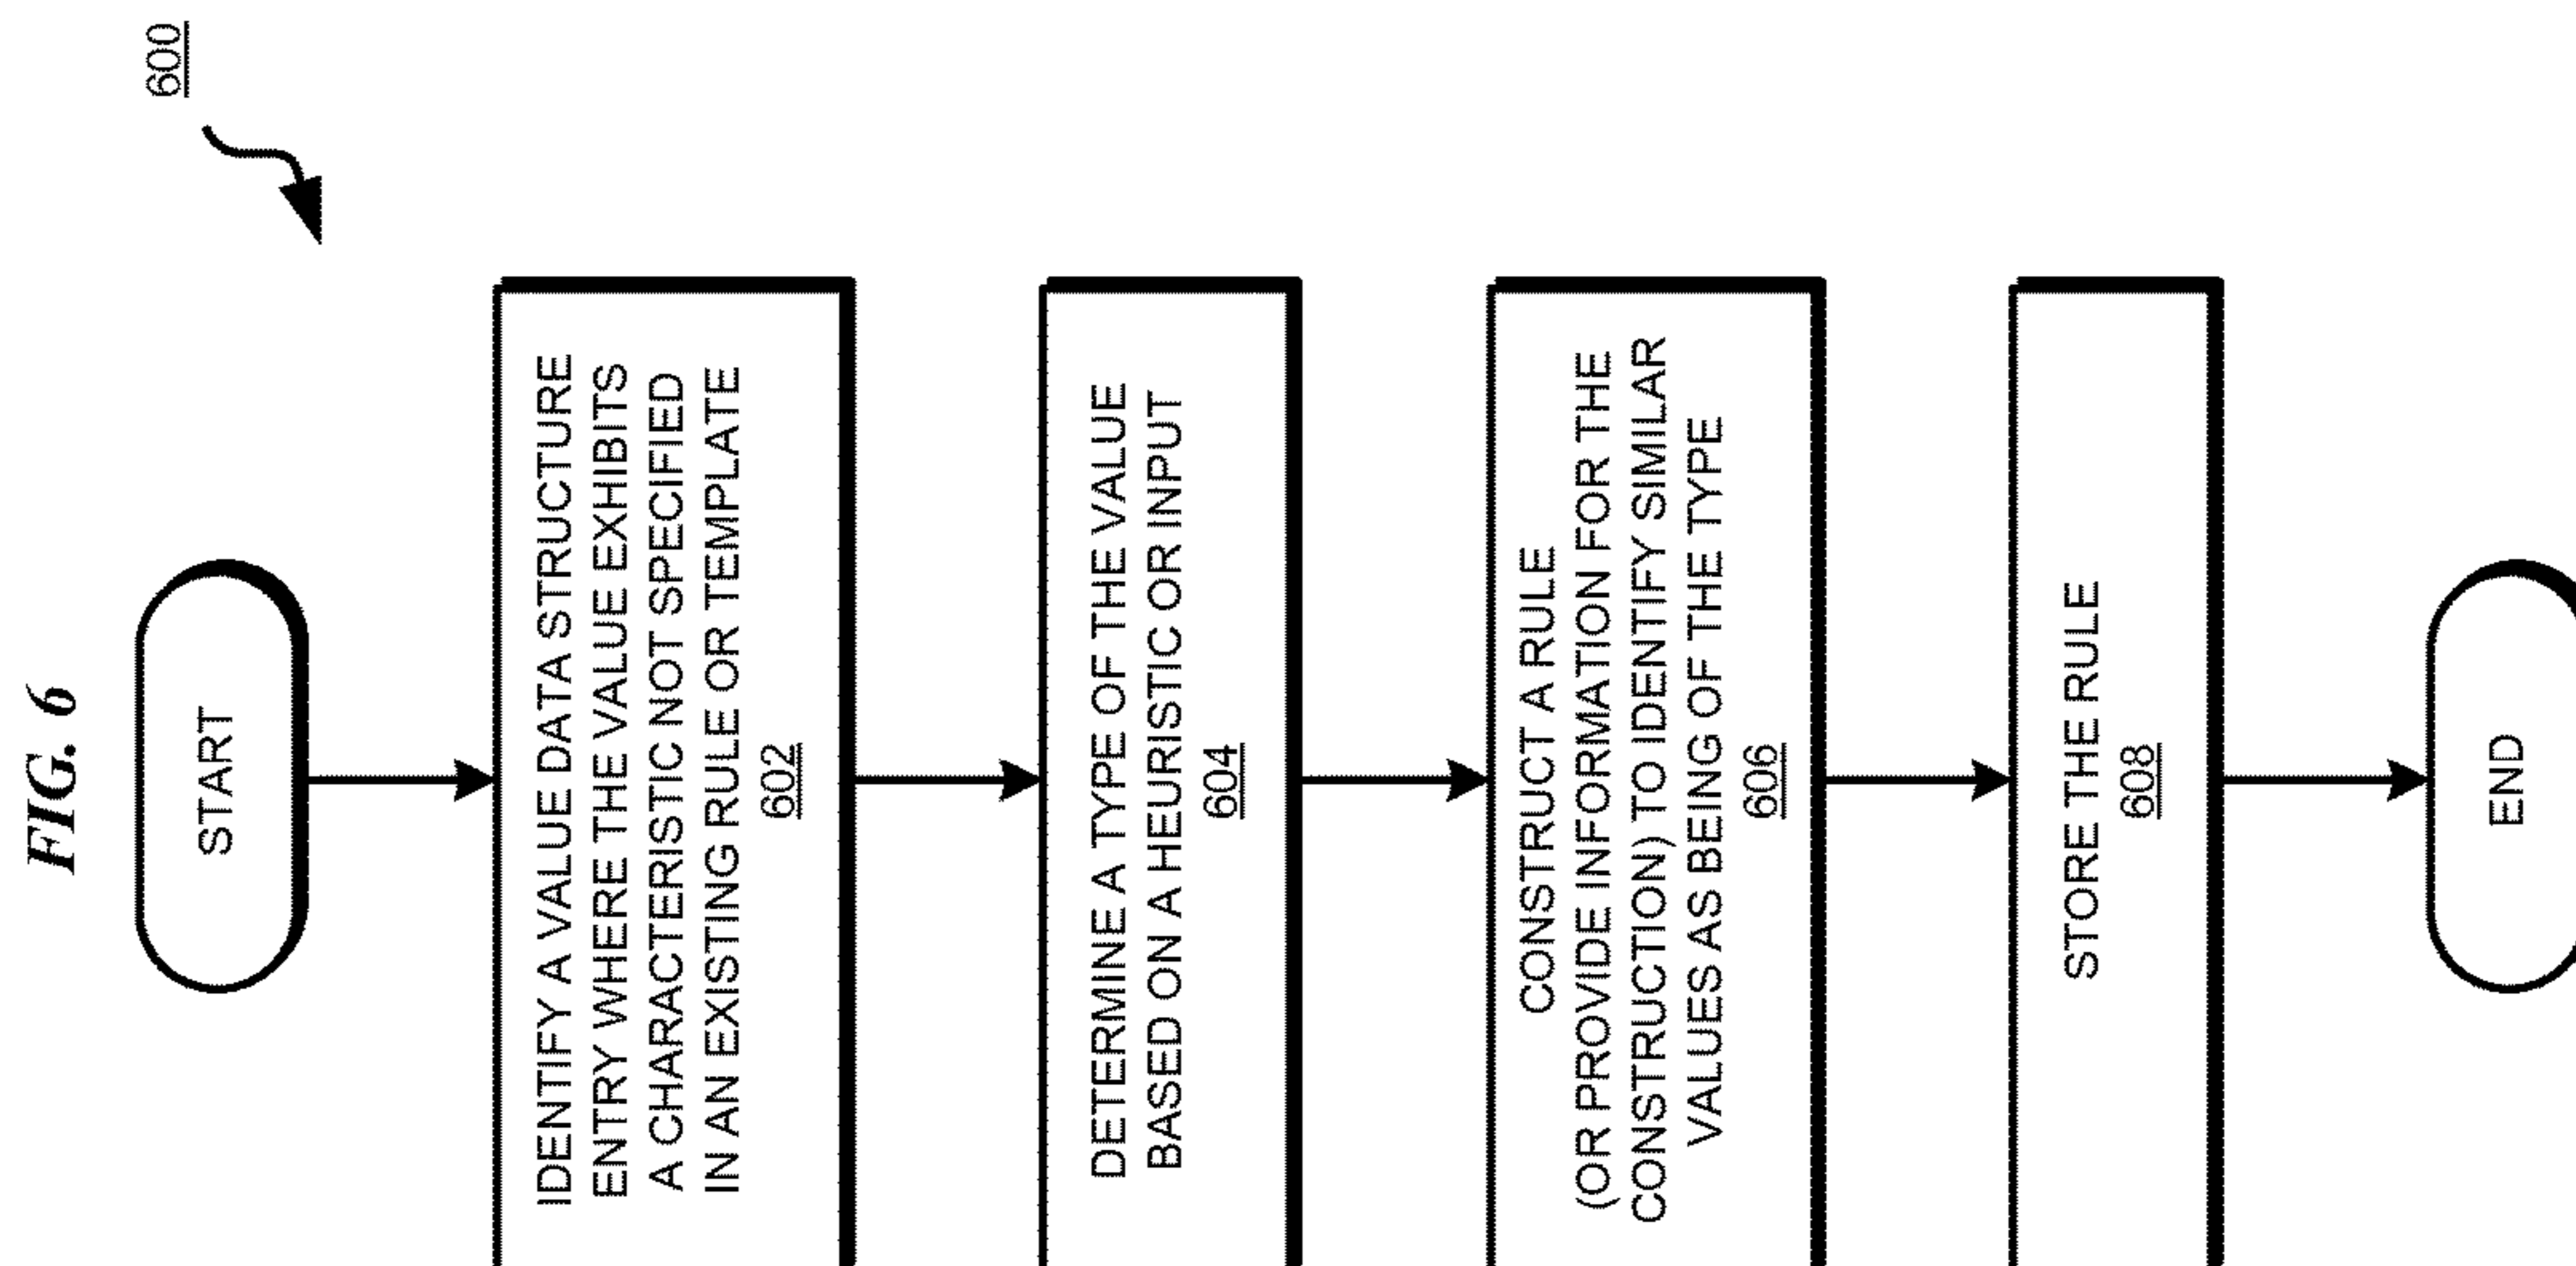 FIG. 6
600
START
IDENTIFY A VALUE DATA STRUCTURE
ENTRY WHERE THE VALUE EXHIBITS
A CHARACTERISTIC NOT SPECIFIED
IN AN EXISTING RULE OR TEMPLATE
602
DETERMINE A TYPE OF THE VALUE
BASED ON A HEURISTIC OR INPUT
604
CONSTRUCT A RULE
(OR PROVIDE INFORMATION FOR THE
CONSTRUCTION) TO IDENTIFY SIMILAR
VALUES AS BEING OF THE TYPE
606
STORE THE RULE
608
END